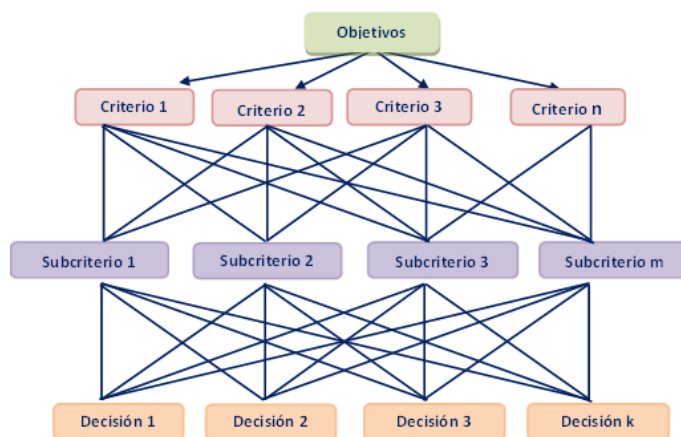 Objetivos
Criterio 1
Criterio 2
Criterio 3
Criterio n
Subcriterio 1
Subcriterio 2
Subcriterio 3
Subcriterio m
Decisión 1
Decisión 2
Decisión 3
Decisión k